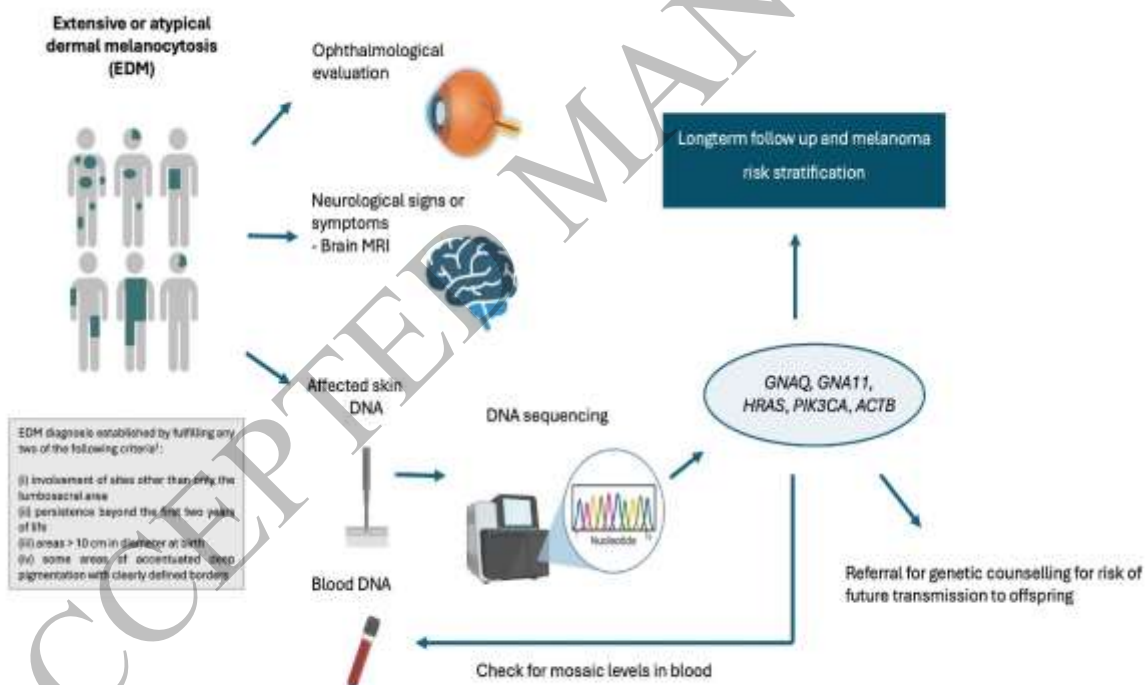 Extensive or atypical
dermal melanocytosis
(EDM)
Ophthalmological
evaluation
Neurological signs or
symptoms
- Brain MRI
Affected skin
DNA
DNA sequencing
Nucleotide
Blood DNA
Check for mosaic levels in blood
GNAQ, GNA11,
HRAS, PIK3CA, ACTB
Longterm follow up and melanoma
risk stratification
Referral for genetic counselling for risk of
future transmission to offspring
EDM diagnosis established by fulfilling any
two of the following criteria¹:
(i) involvement of sites other than only the
lumbosacral area
(ii) persistence beyond the first two years
of life
(iii) areas > 10 cm in diameter at birth
(iv) some areas of accentuated deep
pigmentation with clearly defined borders
CCEPTED MAN